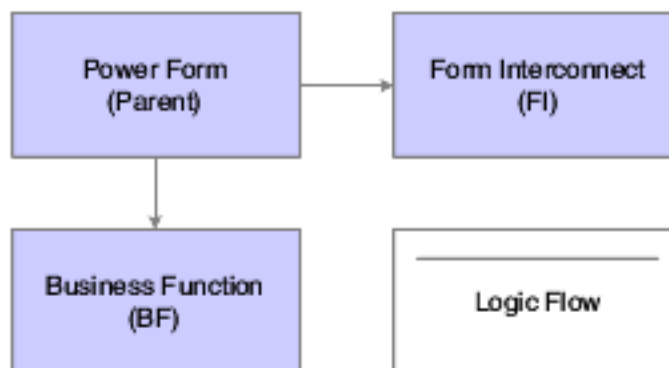 Power Form
(Parent)
Form Interconnect
(FI)
Business Function
(BF)
Logic Flow